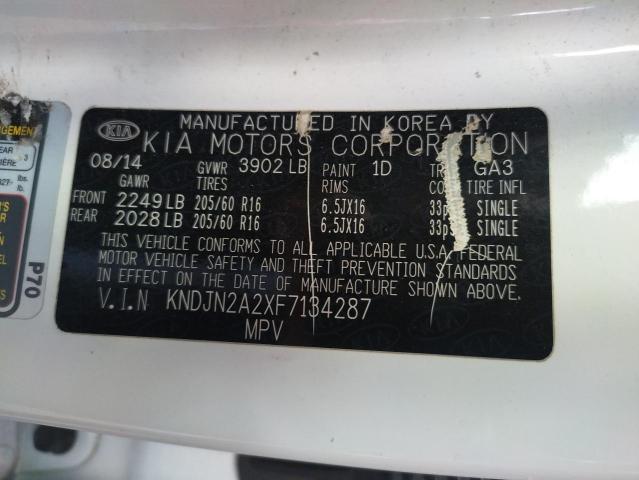 MANUFACTURED IN KOREA BY
KIA KIA MOTORS CORPORATION
08/14 GVWR 3902 LB PAINT 1D GA3
GAWR TIRES RIMS TIRE INFL
FRONT 2249 LB 205/60 R16 6.5JX16 SINGLE
REAR 2028 LB 205/60 R16 6.5JX16 SINGLE
THIS VEHICLE CONFORMS TO ALL APPLICABLE U.S.A. FEDERAL
MOTOR VEHICLE SAFETY AND THEFT PREVENTION STANDARDS
IN EFFECT ON THE DATE OF MANUFACTURE SHOWN ABOVE.
V.I.N KNDJN2A2XF7134287
MPV
P70